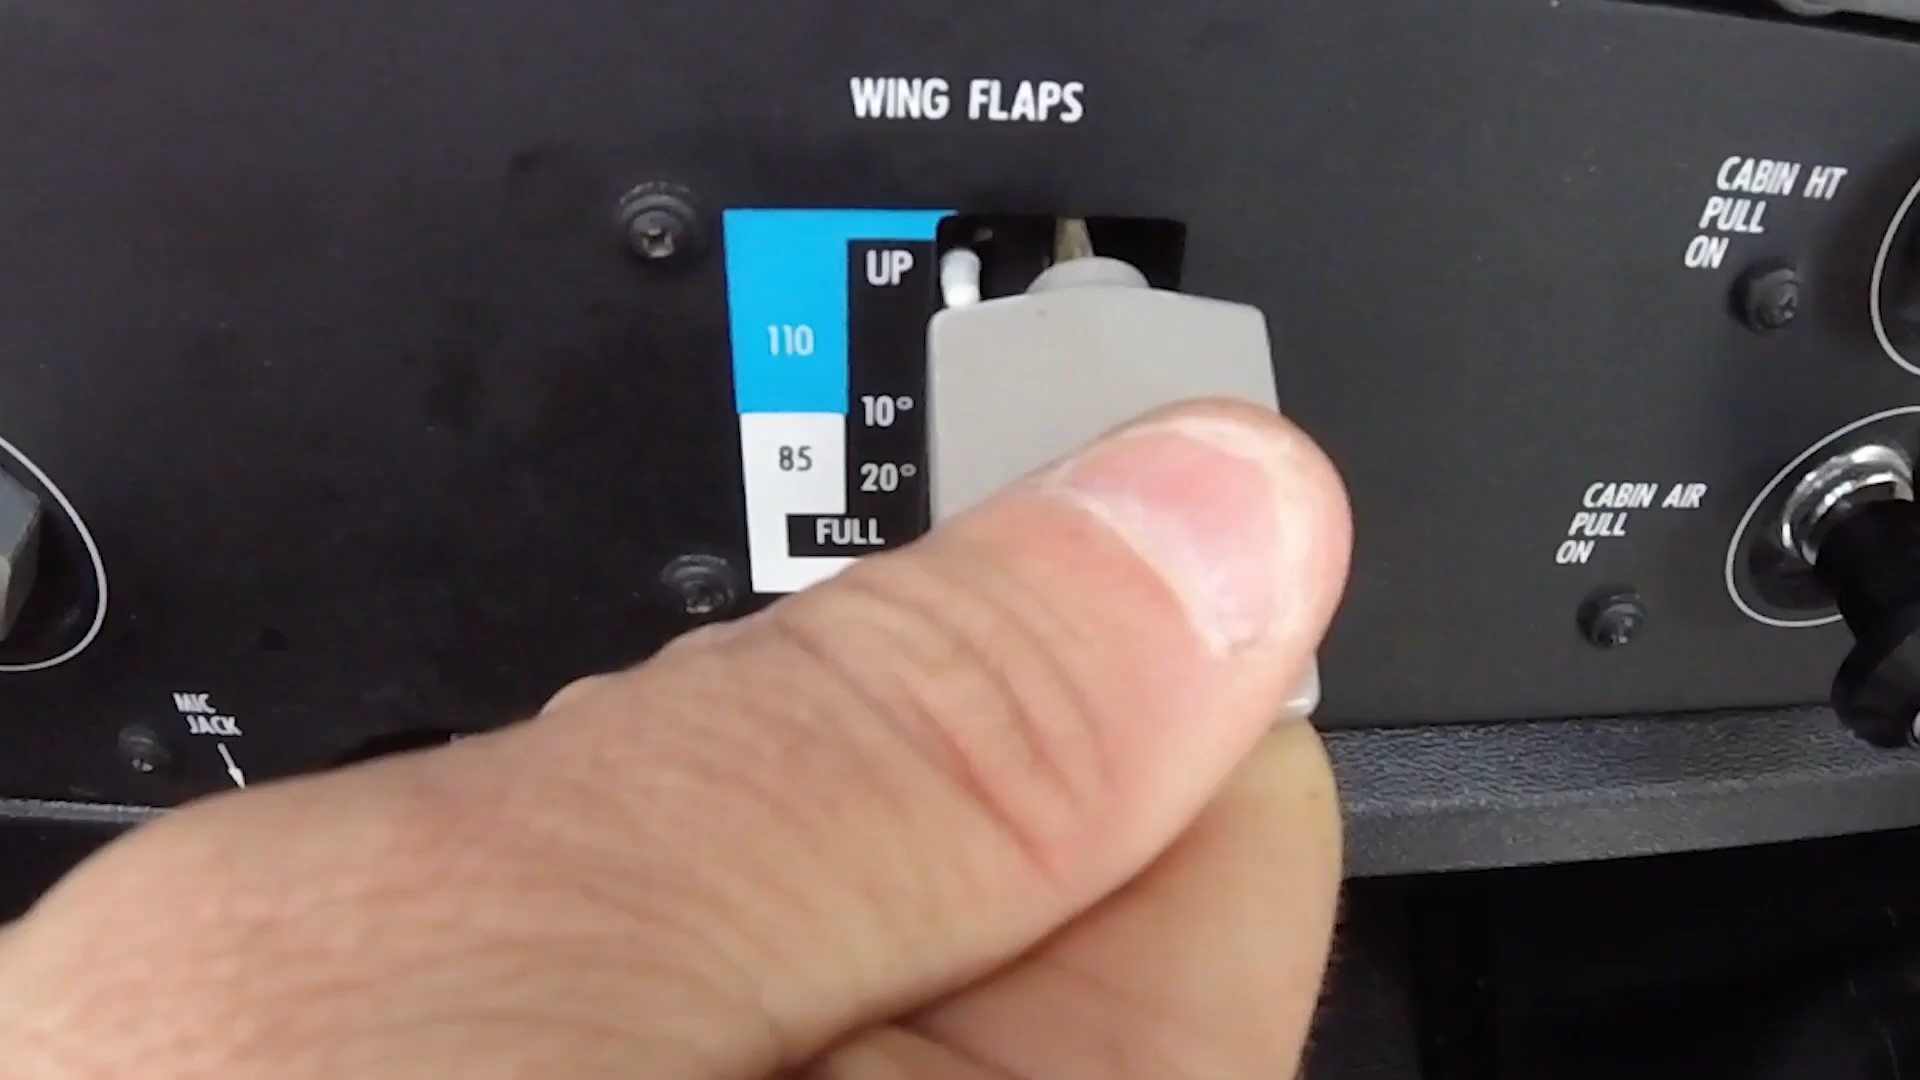 WING FLAPS
UP
110
10°
85
20°
FULL
CABIN HT
PULL
ON
CABIN AIR
PULL
ON
MIC
JACK